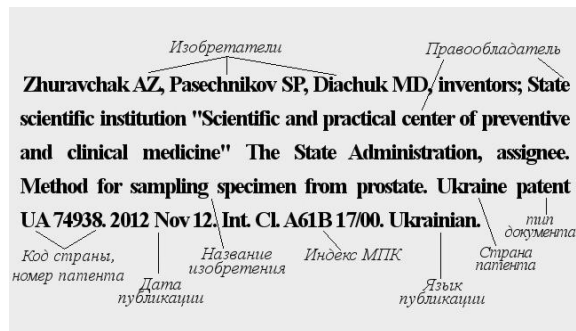 Изобретатели
Правообладатель
Zhuravchak AZ, Pasechnikov SP, Diachuk MD, inventors; State
scientific institution "Scientific and practical center of preventive
and clinical medicine" The State Administration, assignee.
Method for sampling specimen from prostate. Ukraine patent
UA 74938. 2012 Nov 12. Int. Cl. A61B 17/00. Ukrainian.
тип
документа
Код страны,
номер патента
Дата
публикации
Название
изобретения
Индекс МПК
Язык
публикации
Страна
патента